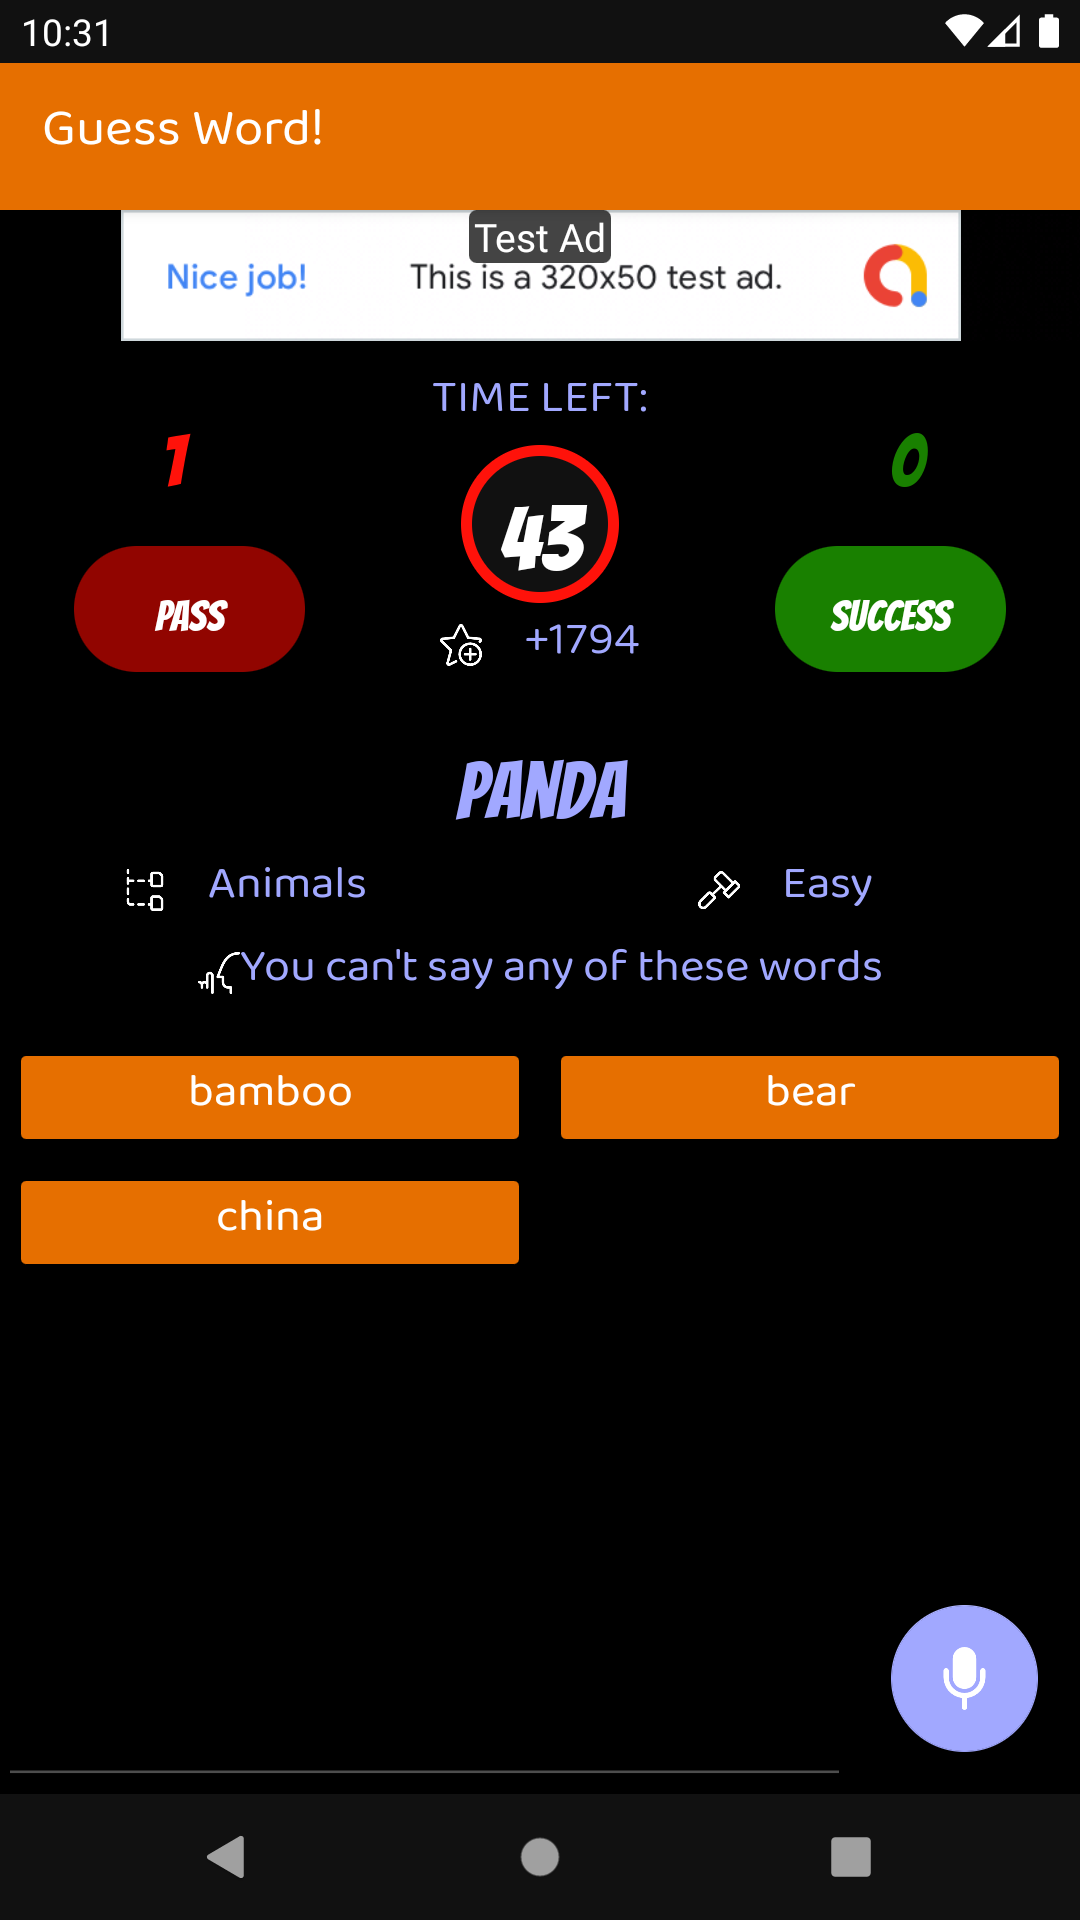 10:31
Guess Word!
Test Ad
Nice job!
This is a 320x50 test ad.
TIME LEFT:
1
43
0
PASS
+1794
SUCCESS
PANDA
Animals
Easy
You can't say any of these words
bamboo
bear
china